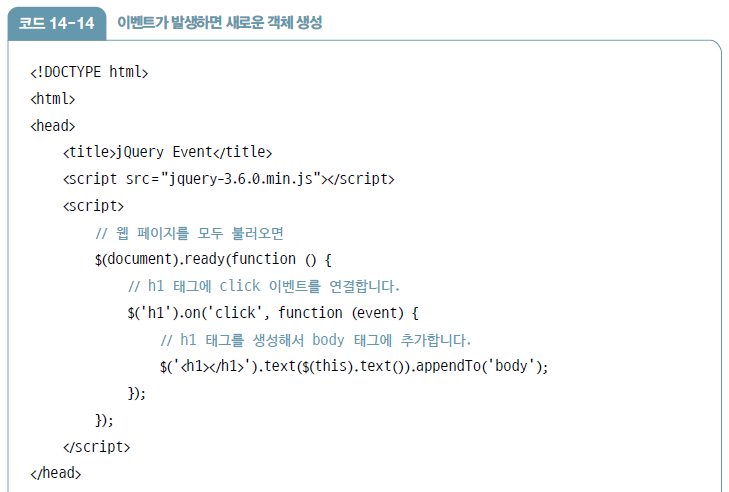 코드 14-14 이벤트가 발생하면 새로운 객체 생성
<!DOCTYPE html>
<html>
<head>
<title>jQuery Event</title>
<script src="jquery-3.6.0.min.js"></script>
<script>
// 웹 페이지를 모두 불러오면
$(document).ready(function () {
// h1 태그에 click 이벤트를 연결합니다.
$('h1').on('click', function (event) {
// h1 태그를 생성해서 body 태그에 추가합니다.
$('<h1></h1>').text($(this).text()).appendTo('body');
});
});
</script>
</head>